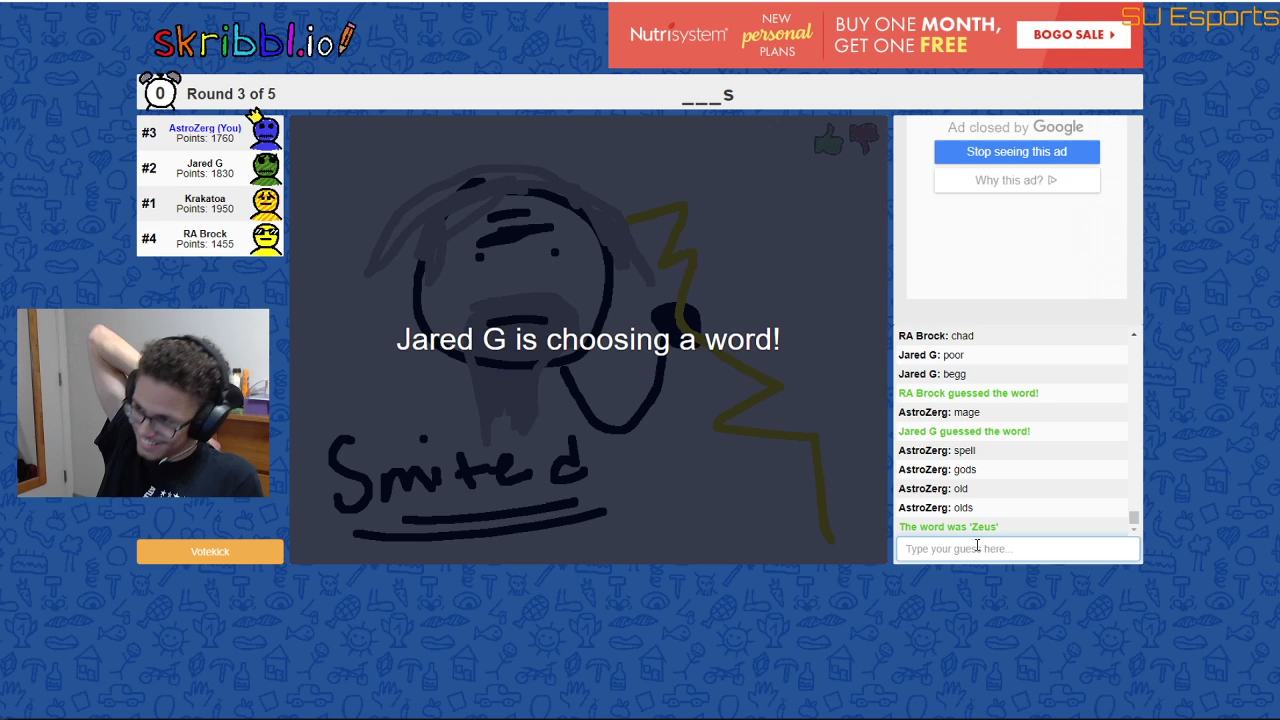 skribbl.io
Nutrisystem®
NEW
personal
PLANS
BUY ONE MONTH,
GET ONE FREE
BOGO SALE
SU Esports
0
Round 3 of 5
___s
#3
AstroZerg (You)
Points: 1760
#2
Jared G
Points: 1830
#1
Krakatoa
Points: 1950
#4
RA Brock
Points: 1455
Votekick
Jared G is choosing a word!
Smited
Ad closed by Google
Stop seeing this ad
Why this ad?
RA Brock: chad
Jared G: poor
Jared G: begg
RA Brock guessed the word!
AstroZerg: mage
Jared G guessed the word!
AstroZerg: spell
AstroZerg: gods
AstroZerg: old
AstroZerg: olds
The word was 'Zeus'
Type your guess here...